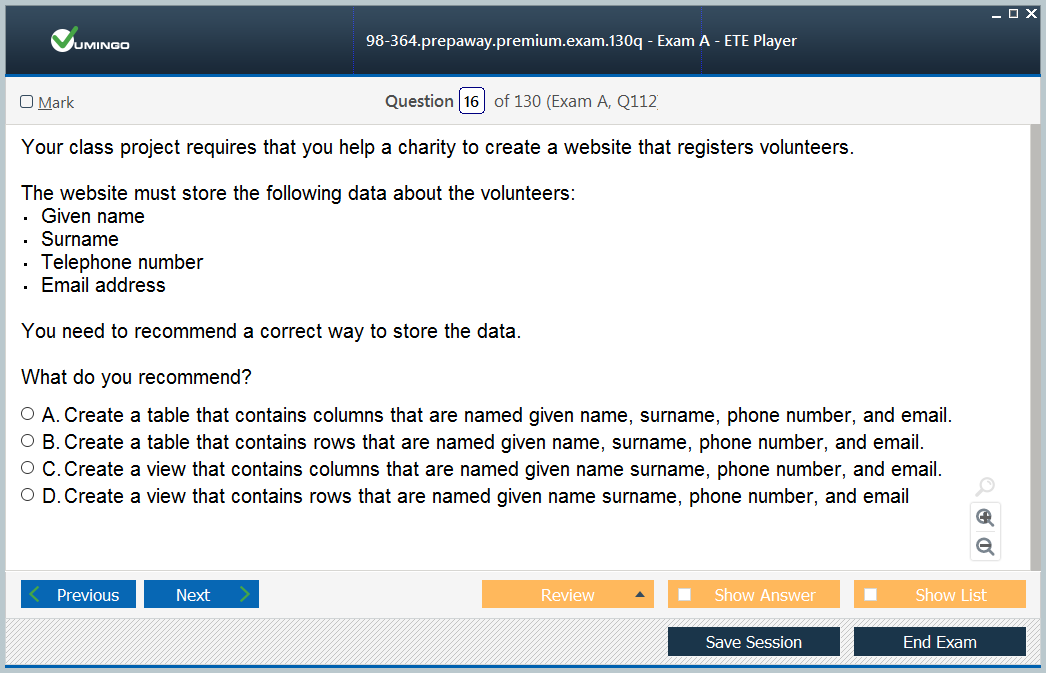 VUMINGO
98-364.prepaway.premium.exam.130q - Exam A - ETE Player
Mark
Question 16 of 130 (Exam A, Q112
Your class project requires that you help a charity to create a website that registers volunteers.
The website must store the following data about the volunteers:
· Given name
· Surname
· Telephone number
· Email address
You need to recommend a correct way to store the data.
What do you recommend?
A. Create a table that contains columns that are named given name, surname, phone number, and email.
B. Create a table that contains rows that are named given name, surname, phone number, and email.
C. Create a view that contains columns that are named given name surname, phone number, and email.
D. Create a view that contains rows that are named given name surname, phone number, and email
Previous
Next
Review
Show Answer
Show List
Save Session
End Exam